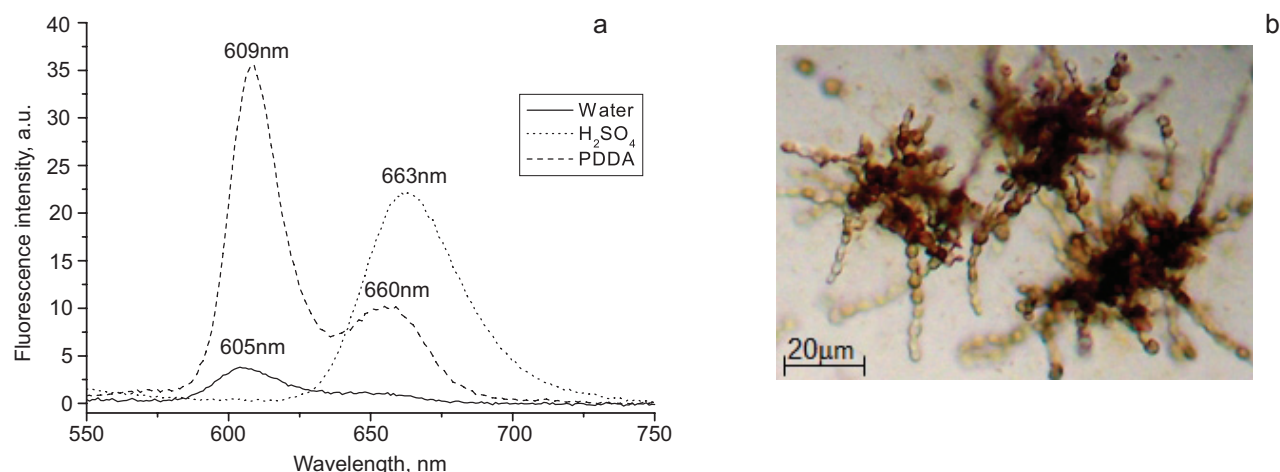 a
b
40
35
30
25
20
15
10
5
0
Fluorescence intensity, a.u.
609nm
663nm
660nm
605nm
Water
H₂SO₄
PDDA
550
600
650
700
750
Wavelength, nm
20μm